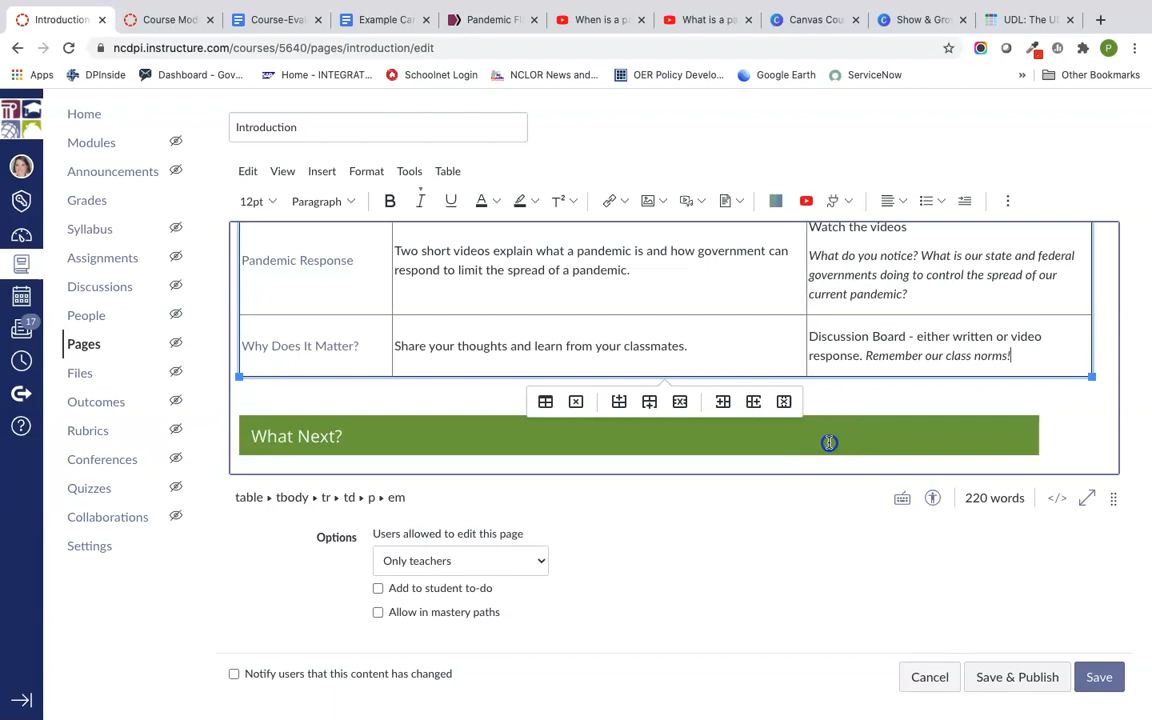 Introduction
Course Mod
Course-Eval
Example Ca
Pandemic Fl
When is a p
What is a pa
Canvas Cou
Show & Gro
UDL: The U
ncdpi.instructure.com/courses/5640/pages/introduction/edit
P
Apps
DPInside
Dashboard - Gov...
Home - INTEGRAT...
Schoolnet Login
NCLOR News and...
OER Policy Develo...
Google Earth
ServiceNow
»
Other Bookmarks
Home
Modules
Announcements
Grades
Syllabus
Assignments
Discussions
People
Pages
Files
Outcomes
Rubrics
Conferences
Quizzes
Collaborations
Settings
17
Introduction
Edit View Insert Format Tools Table
12pt Paragraph B I U A T²
Watch the videos
Pandemic Response
Two short videos explain what a pandemic is and how government can
respond to limit the spread of a pandemic.
What do you notice? What is our state and federal
governments doing to control the spread of our
current pandemic?
Why Does It Matter?
Share your thoughts and learn from your classmates.
Discussion Board - either written or video
response. Remember our class norms!
What Next?
table ▸ tbody ▸ tr ▸ td ▸ p ▸ em
220 words
</>
Options
Users allowed to edit this page
Only teachers
Add to student to-do
Allow in mastery paths
Notify users that this content has changed
Cancel
Save & Publish
Save